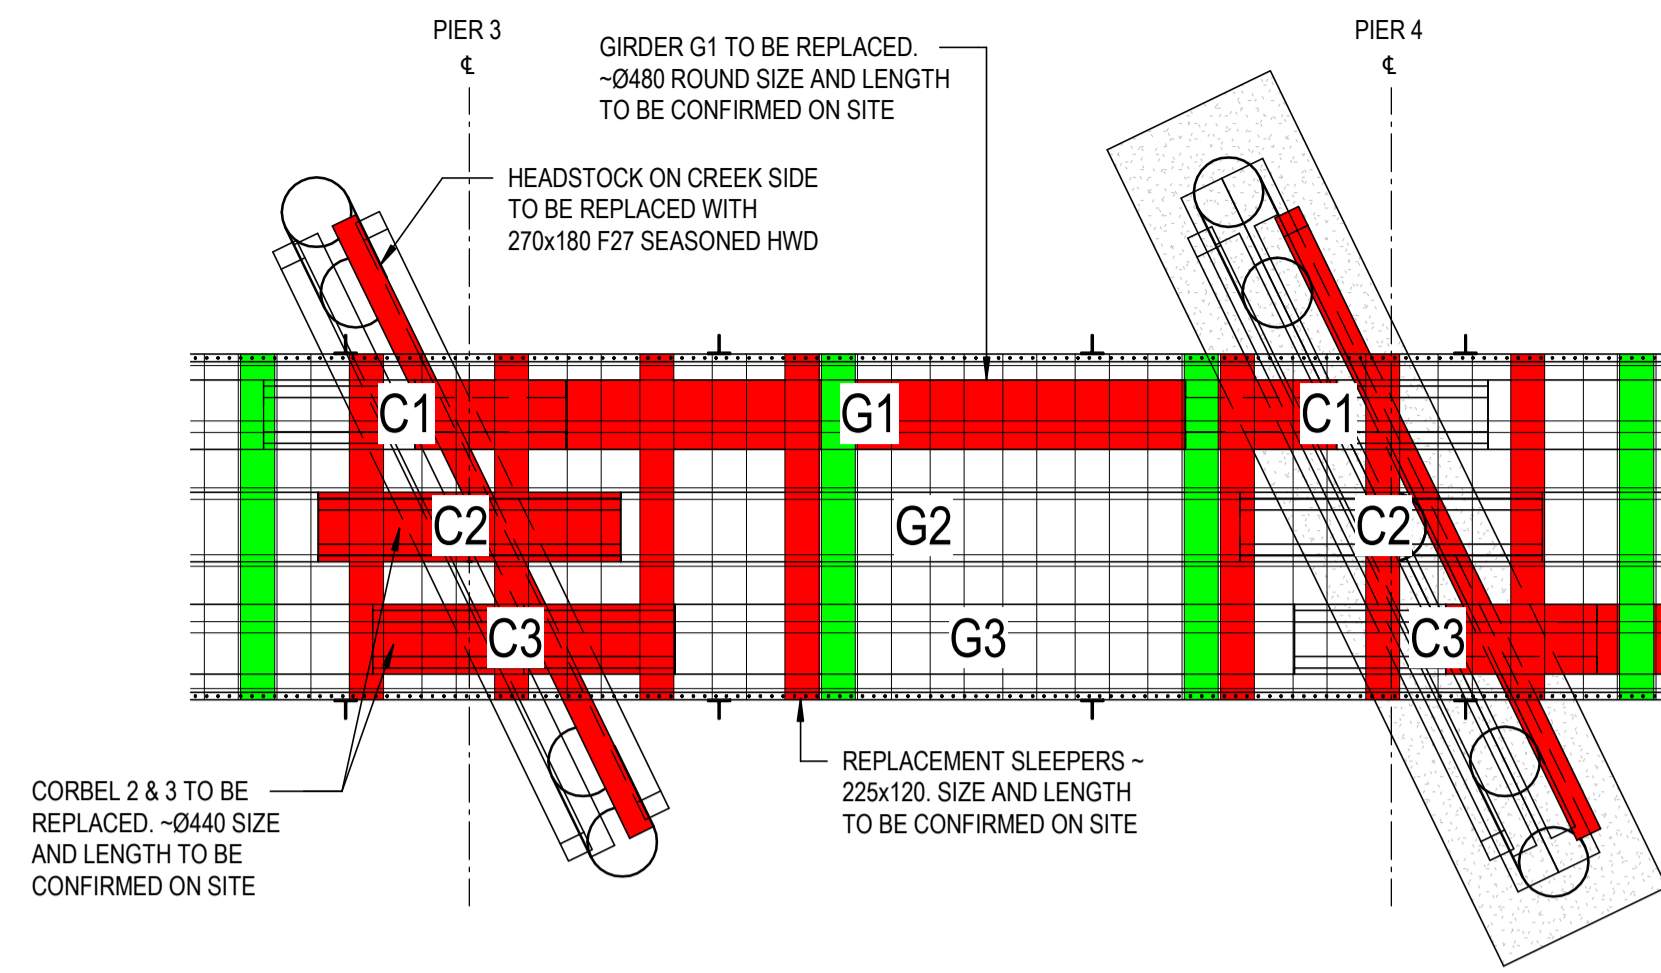 PIER 3
℄
GIRDER G1 TO BE REPLACED.
~Ø480 ROUND SIZE AND LENGTH
TO BE CONFIRMED ON SITE
PIER 4
℄
HEADSTOCK ON CREEK SIDE
TO BE REPLACED WITH
270x180 F27 SEASONED HWD
C1
G1
C1
C2
G2
C2
C3
G3
C3
CORBEL 2 & 3 TO BE
REPLACED. ~Ø440 SIZE
AND LENGTH TO BE
CONFIRMED ON SITE
REPLACEMENT SLEEPERS ~
225x120. SIZE AND LENGTH
TO BE CONFIRMED ON SITE